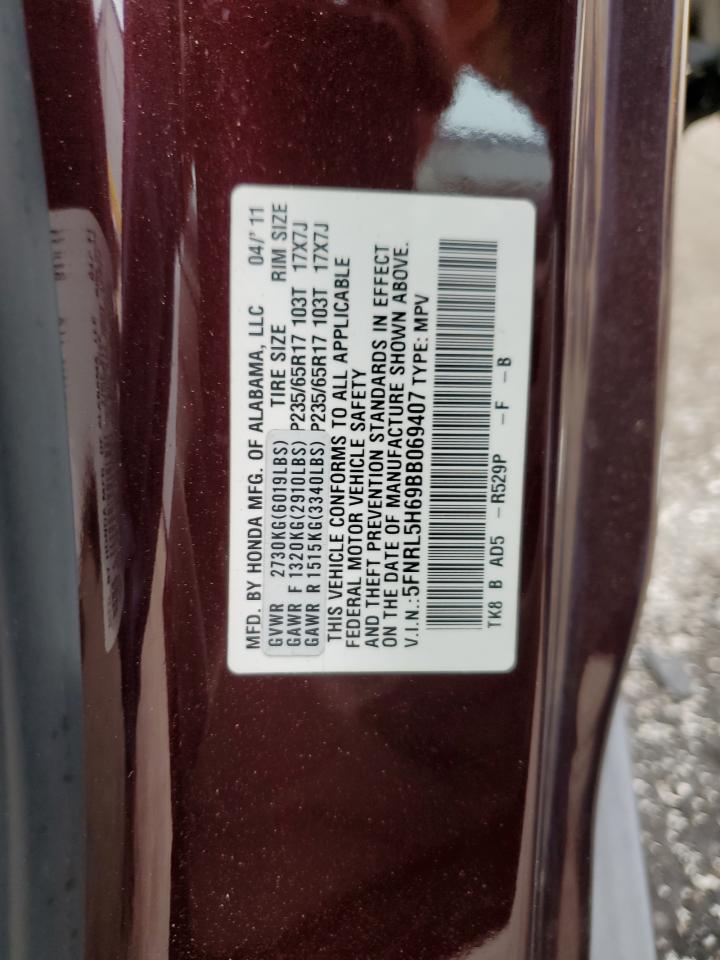 MFD. BY HONDA MFG. OF ALABAMA, LLC 04/'11
GVWR 2730KG(6019LBS) TIRE SIZE RIM SIZE
GAWR F 1320KG(2910LBS) P235/65R17 103T 17X7J
GAWR R 1515KG(3340LBS) P235/65R17 103T 17X7J
THIS VEHICLE CONFORMS TO ALL APPLICABLE
FEDERAL MOTOR VEHICLE SAFETY
AND THEFT PREVENTION STANDARDS IN EFFECT
ON THE DATE OF MANUFACTURE SHOWN ABOVE.
V.I.N.: 5FNRL5H69BB069407 TYPE: MPV
TK8 B AD5 -R529P -F -B